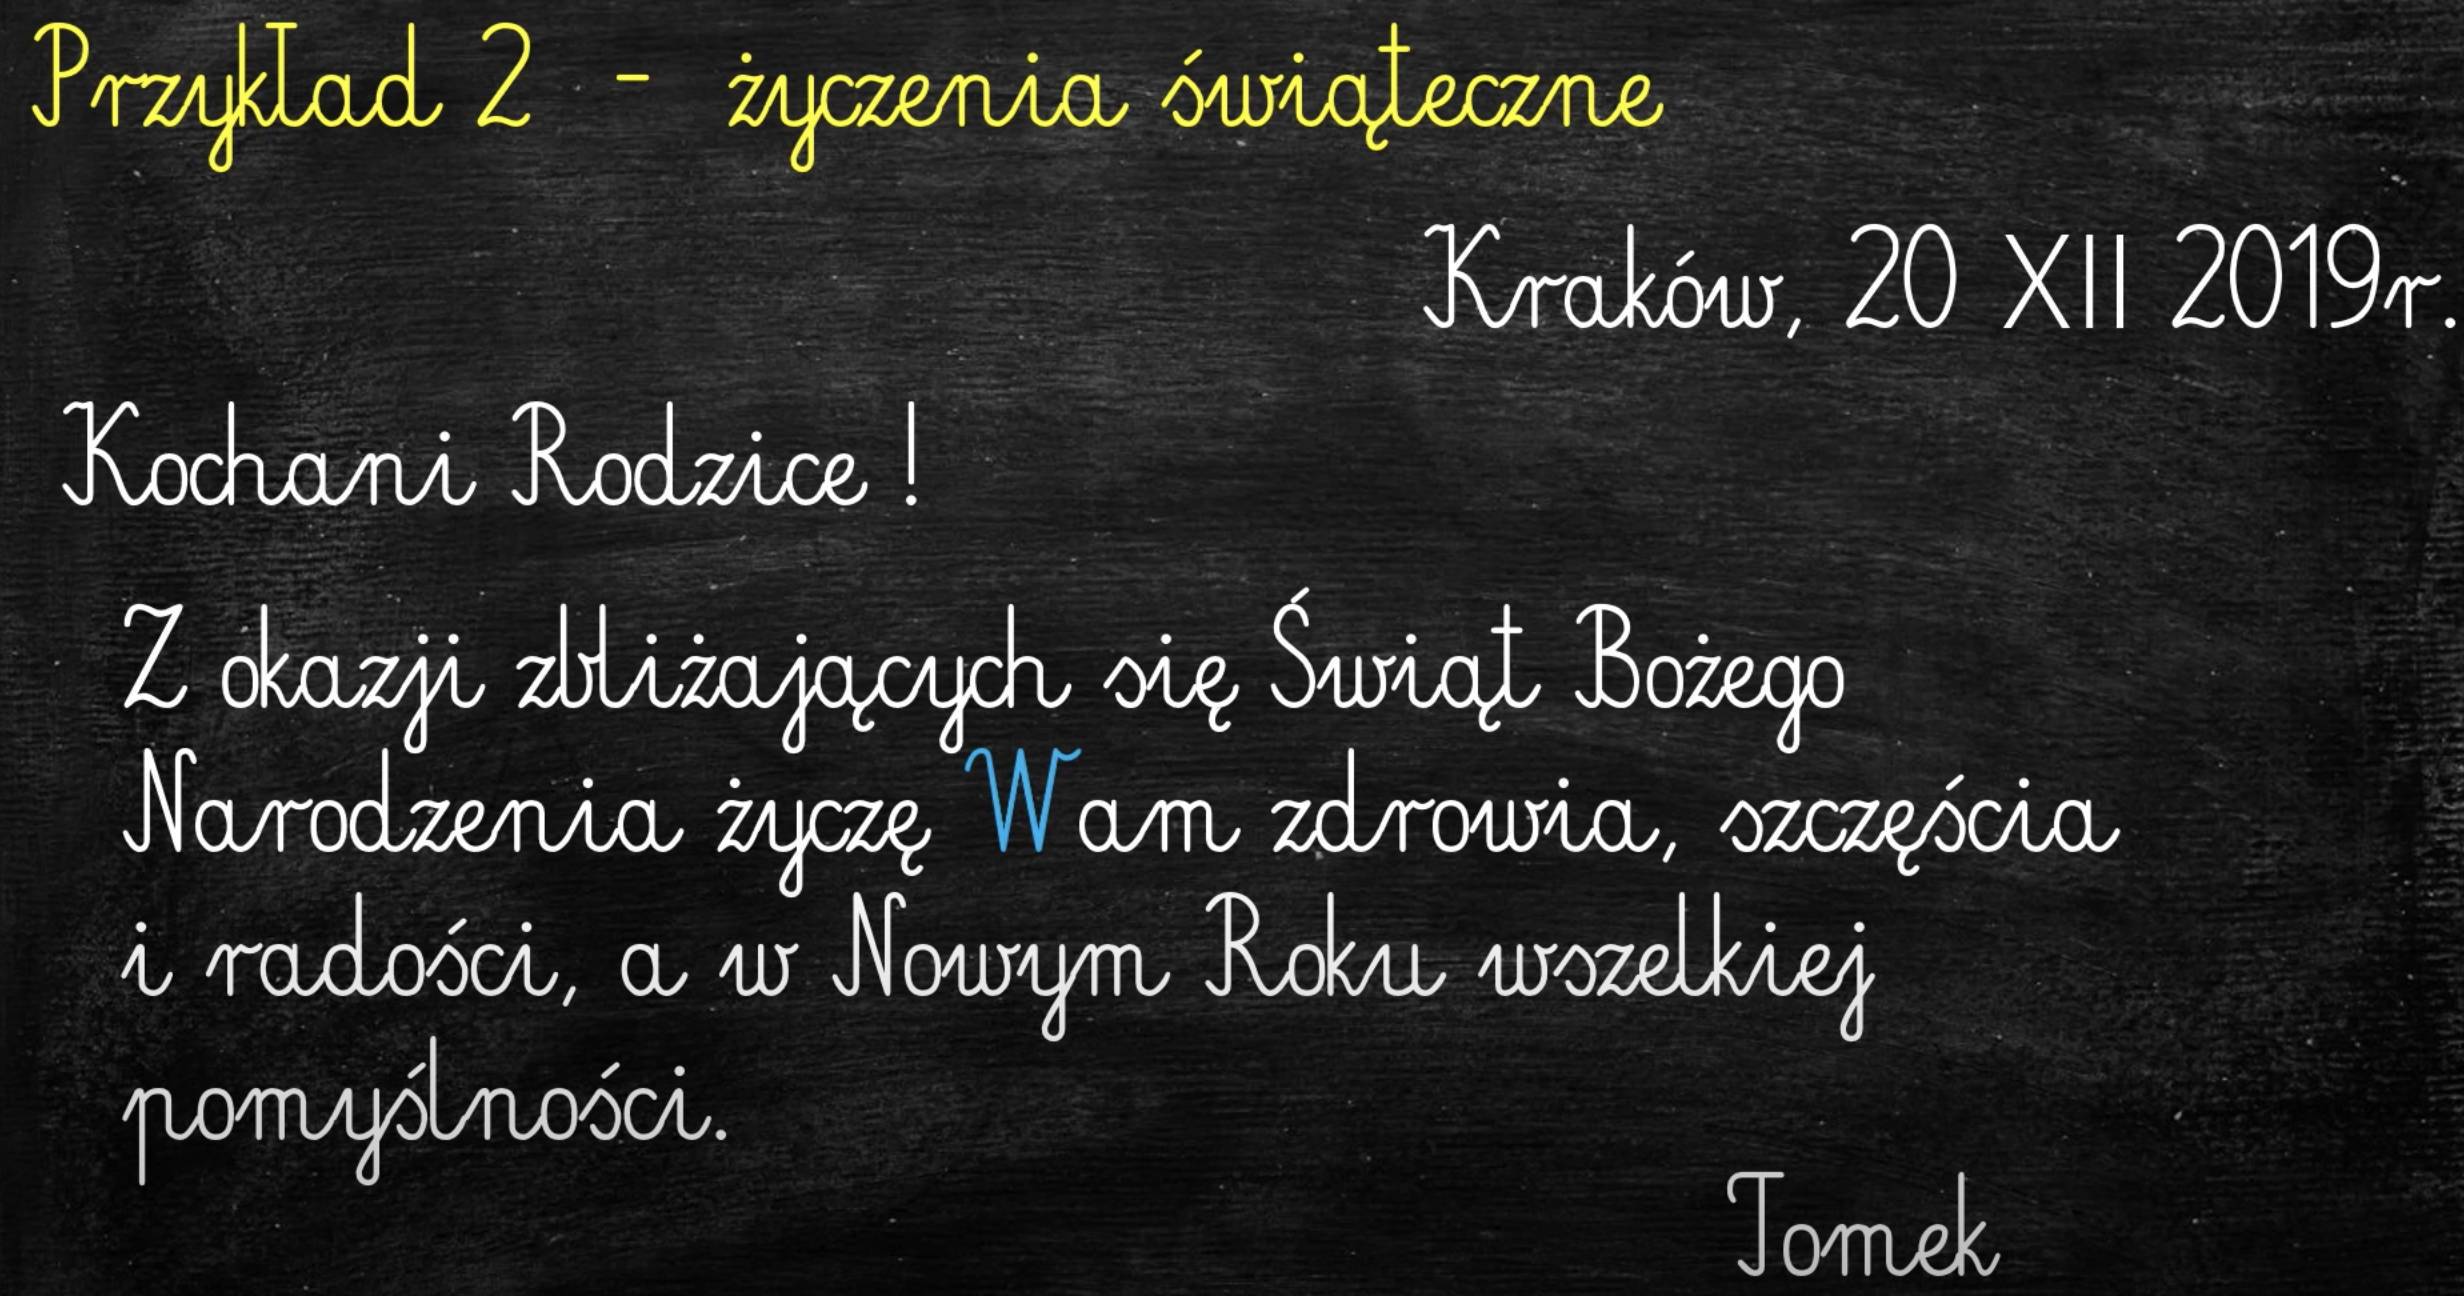 Przykład 2 - życzenia świąteczne
Kraków, 20 XII 2019r.
Kochani Rodzice !
Z okazji zbliżających się Świąt Bożego
Narodzenia życzę Wam zdrowia, szczęścia
i radości, a w Nowym Roku wszelkiej
pomyślności.
Tomek